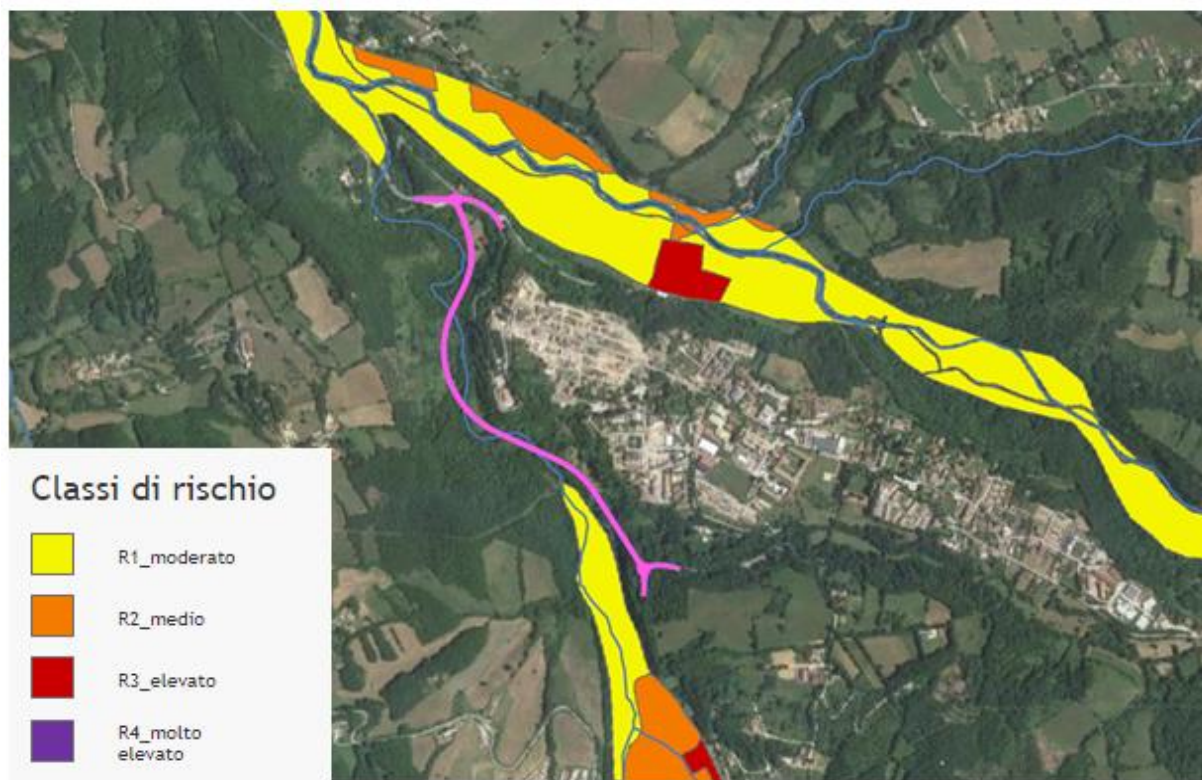 Classi di rischio
R1_moderato
R2_medio
R3_elevato
R4_molto
elevato